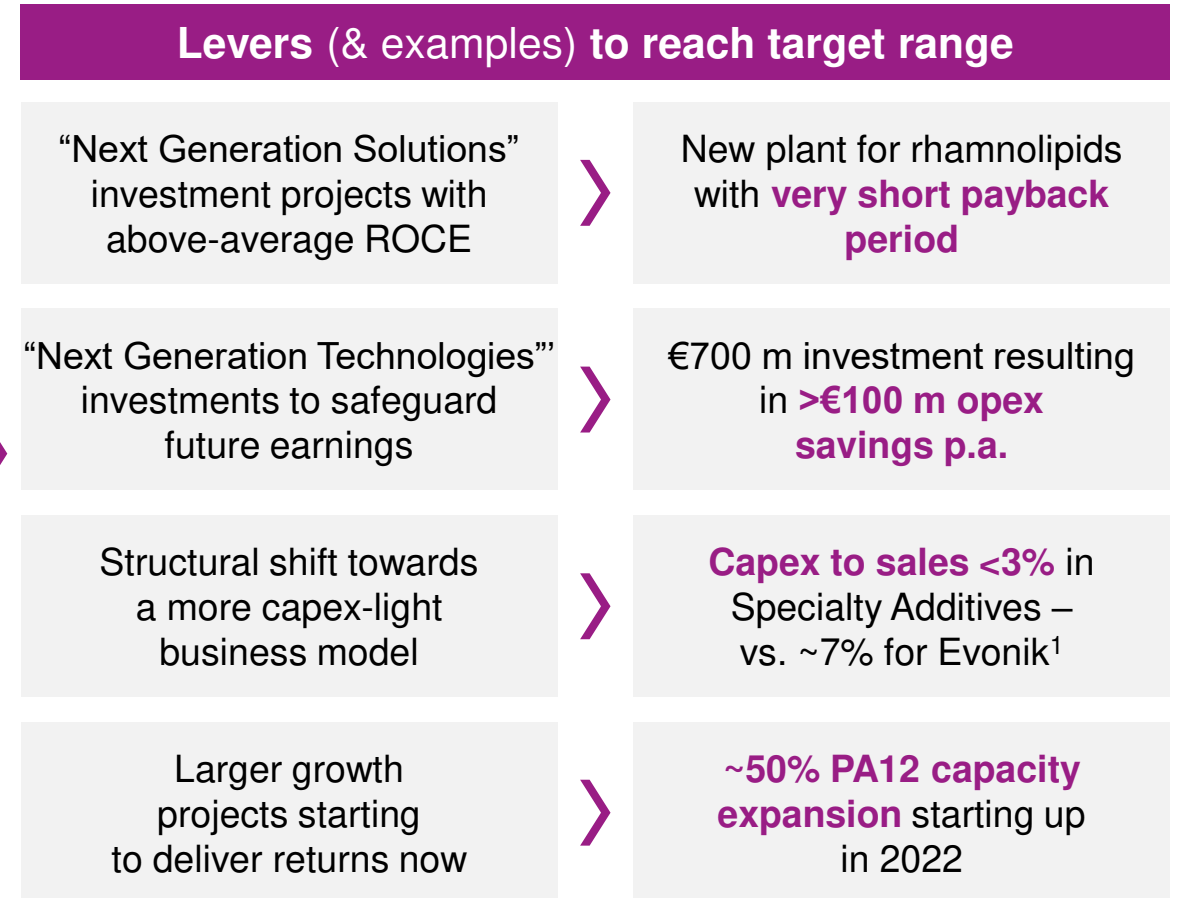 Levers (& examples) to reach target range
“Next Generation Solutions”
investment projects with
above-average ROCE
New plant for rhamnolipids
with very short payback
period
“Next Generation Technologies”’
investments to safeguard
future earnings
€700 m investment resulting
in >€100 m opex
savings p.a.
Structural shift towards
a more capex-light
business model
Capex to sales <3% in
Specialty Additives –
vs. ~7% for Evonik¹
Larger growth
projects starting
to deliver returns now
~50% PA12 capacity
expansion starting up
in 2022